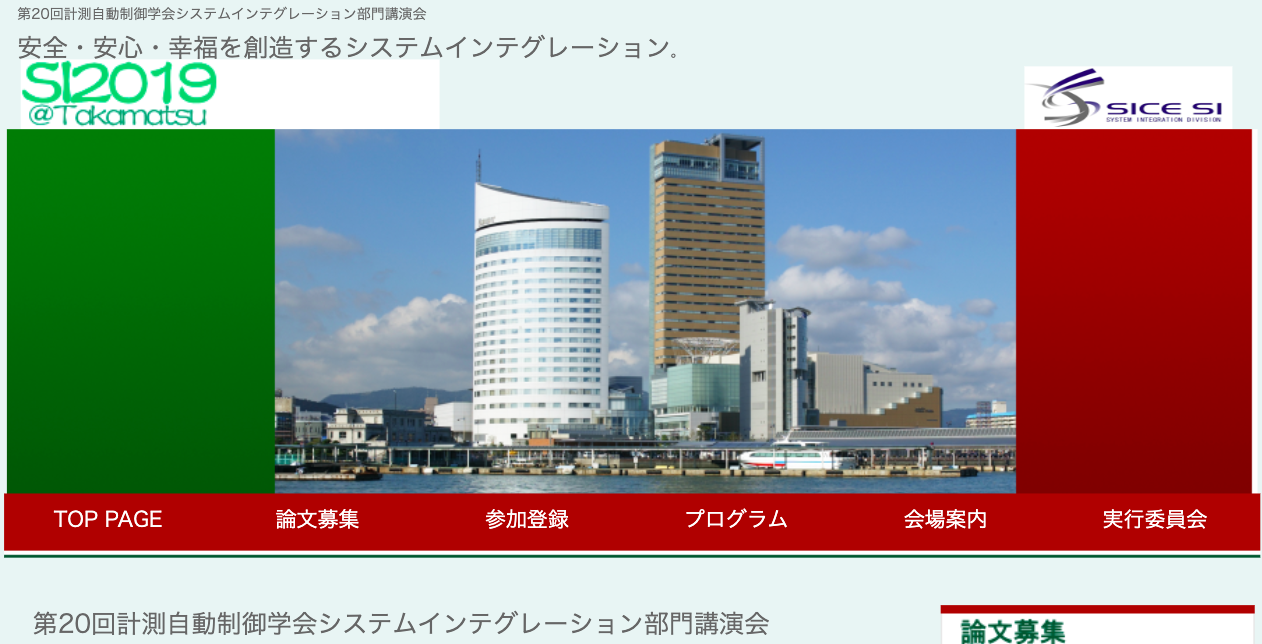 第20回計測自動制御学会システムインテグレーション部門講演会
安全・安心・幸福を創造するシステムインテグレーション。
SI2019
@Takamatsu
SICE SI
SYSTEM INTEGRATION DIVISION
TOP PAGE 論文募集 参加登録 プログラム 会場案内 実行委員会
第20回計測自動制御学会システムインテグレーション部門講演会
論文募集